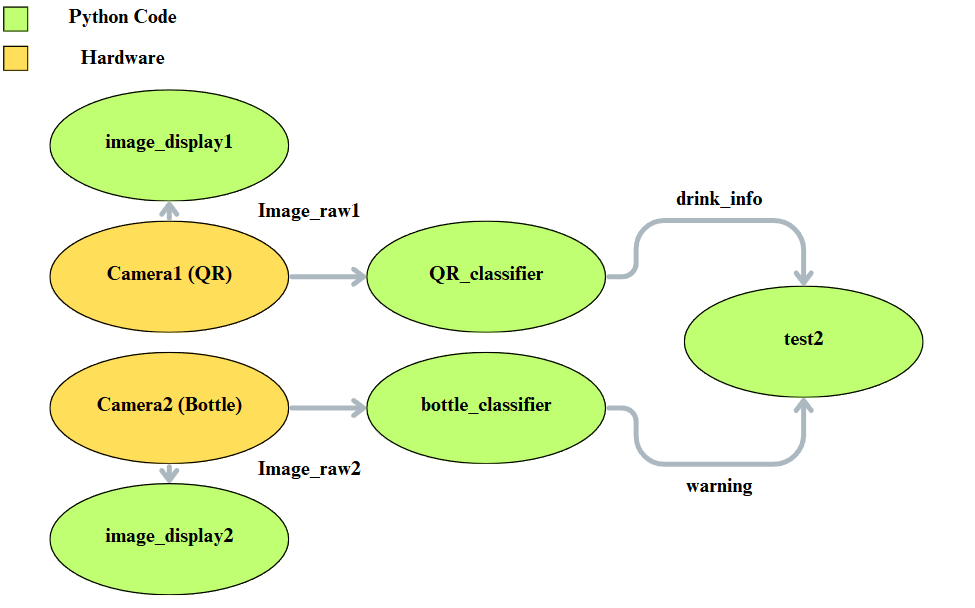 Python Code
Hardware
image_display1
Image_raw1
drink_info
Camera1 (QR)
QR_classifier
test2
Camera2 (Bottle)
bottle_classifier
Image_raw2
warning
image_display2